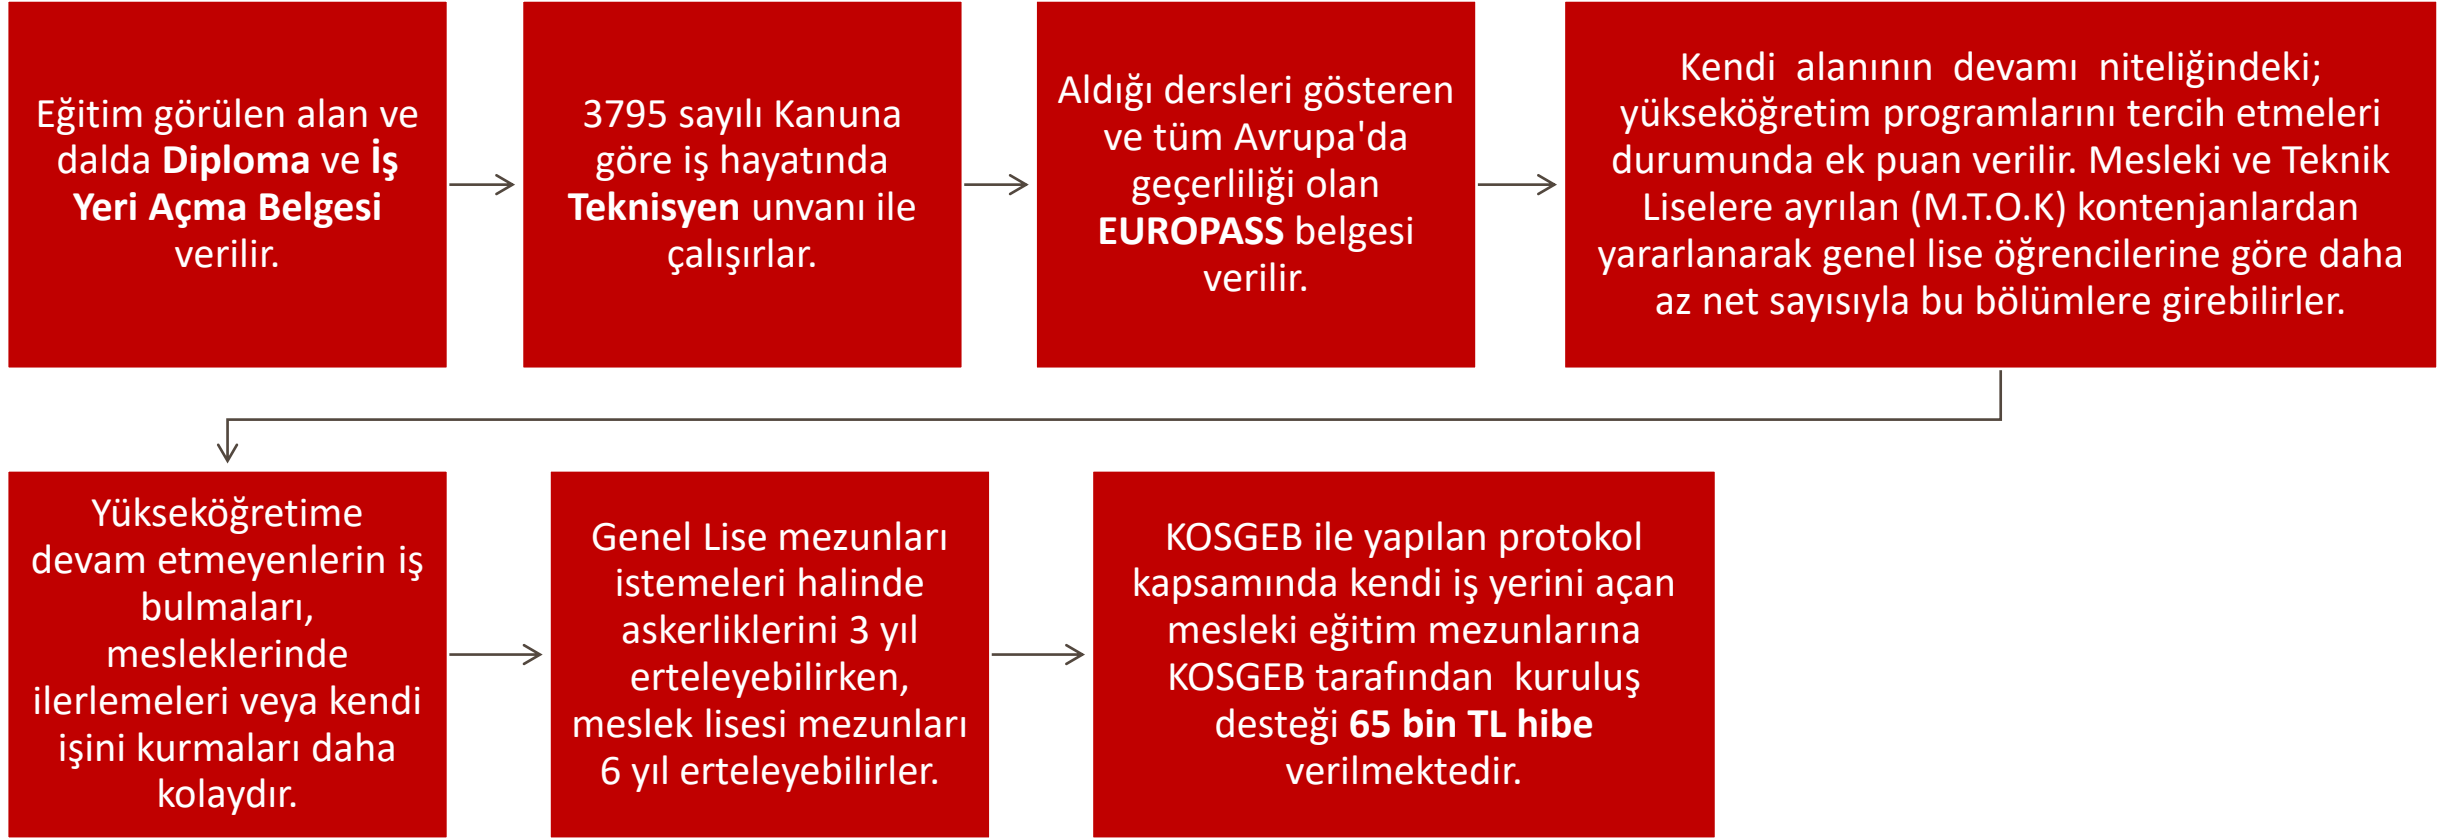 Eğitim görülen alan ve
dalda Diploma ve İş
Yeri Açma Belgesi
verilir.
3795 sayılı Kanuna
göre iş hayatında
Teknisyen unvanı ile
çalışırlar.
Aldığı dersleri gösteren
ve tüm Avrupa'da
geçerliliği olan
EUROPASS belgesi
verilir.
Kendi alanının devamı niteliğindeki;
yükseköğretim programlarını tercih etmeleri
durumunda ek puan verilir. Mesleki ve Teknik
Liselere ayrılan (M.T.O.K) kontenjanlardan
yararlanarak genel lise öğrencilerine göre daha
az net sayısıyla bu bölümlere girebilirler.
Yükseköğretime
devam etmeyenlerin iş
bulmaları,
mesleklerinde
ilerlemeleri veya kendi
işini kurmaları daha
kolaydır.
Genel Lise mezunları
istemeleri halinde
askerliklerini 3 yıl
erteleyebilirken,
meslek lisesi mezunları
6 yıl erteleyebilirler.
KOSGEB ile yapılan protokol
kapsamında kendi iş yerini açan
mesleki eğitim mezunlarına
KOSGEB tarafından kuruluş
desteği 65 bin TL hibe
verilmektedir.